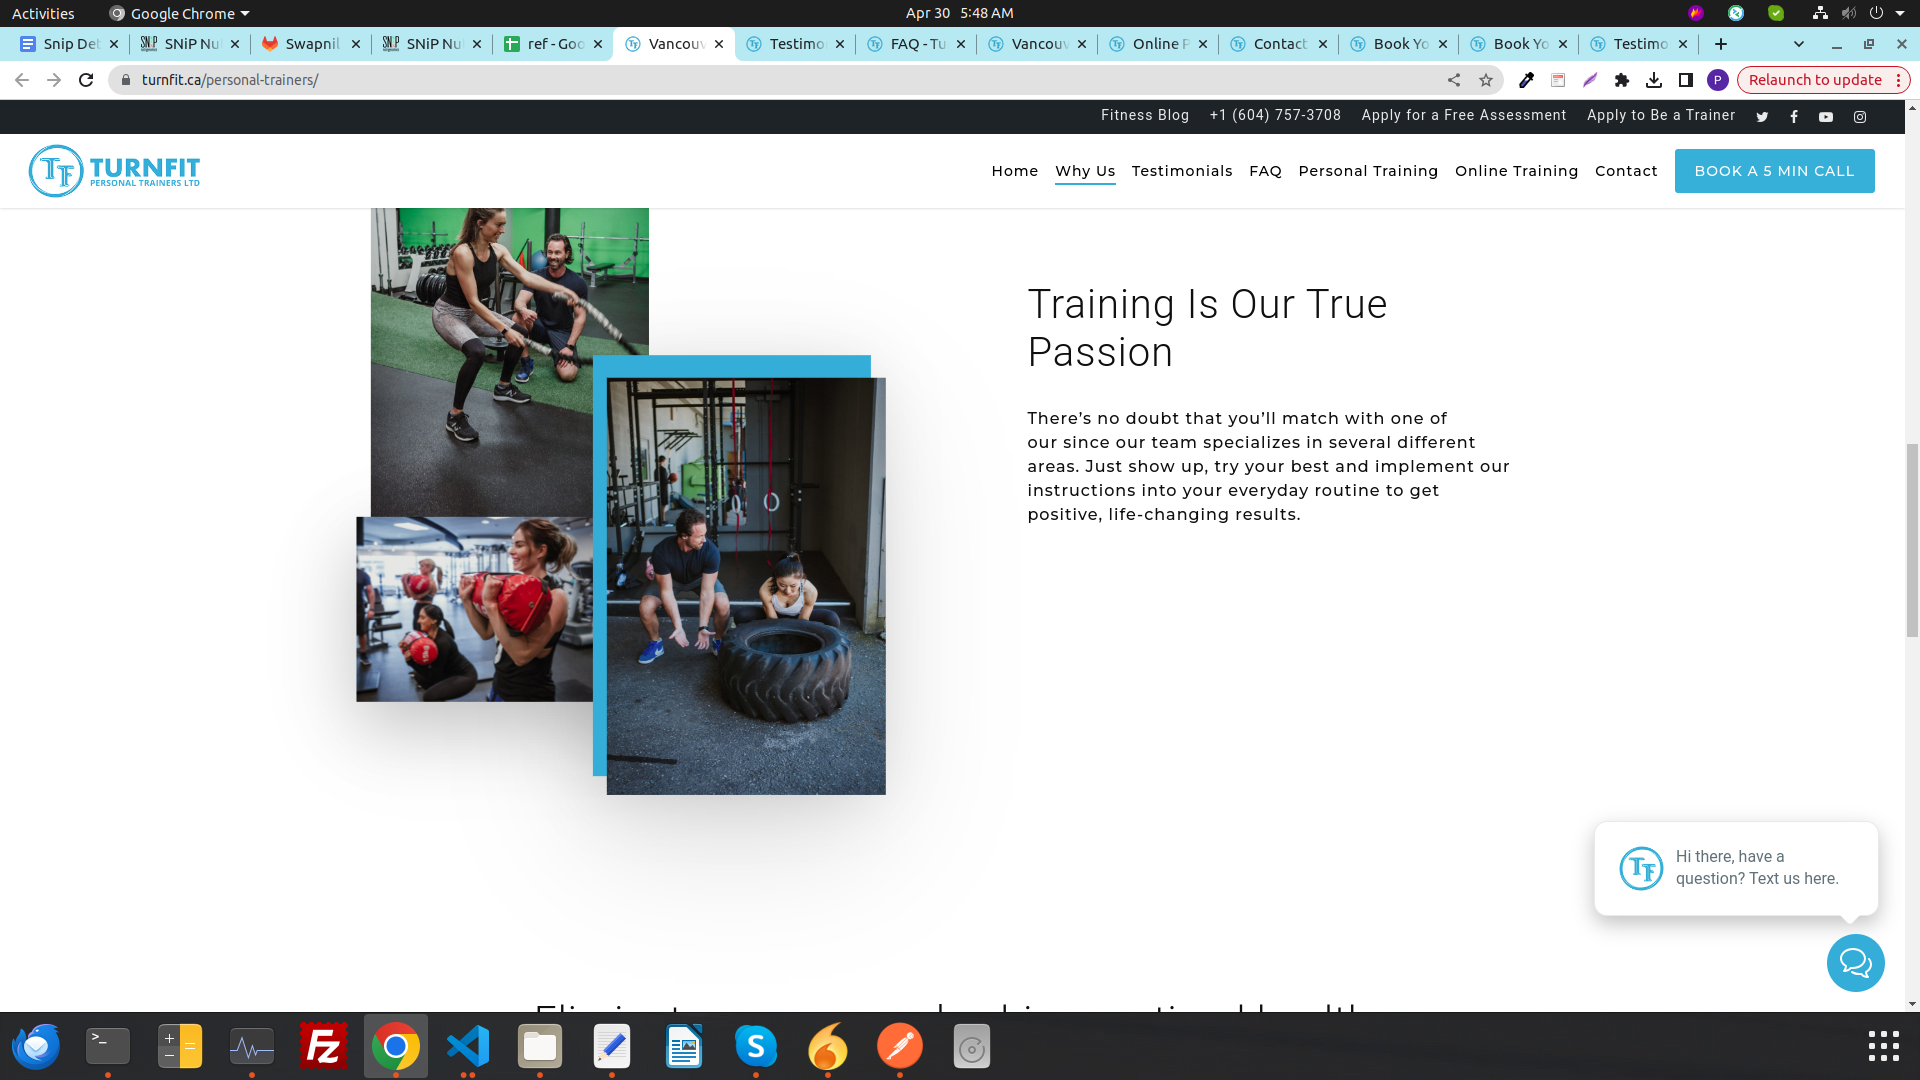 Activities
Google Chrome
Apr 30 5:48 AM
Snip Det
SNiP Nu
Swapnil
SNiP Nu
ref - Goo
Vancouv
Testimo
FAQ - Tu
Vancouv
Online P
Contact
Book Yo
Book Yo
Testimo
turnfit.ca/personal-trainers/
P
Relaunch to update
Fitness Blog
+1 (604) 757-3708
Apply for a Free Assessment
Apply to Be a Trainer
TURNFIT
PERSONAL TRAINERS LTD
Home
Why Us
Testimonials
FAQ
Personal Training
Online Training
Contact
BOOK A 5 MIN CALL
Training Is Our True
Passion
There’s no doubt that you’ll match with one of
our since our team specializes in several different
areas. Just show up, try your best and implement our
instructions into your everyday routine to get
positive, life-changing results.
Hi there, have a
question? Text us here.